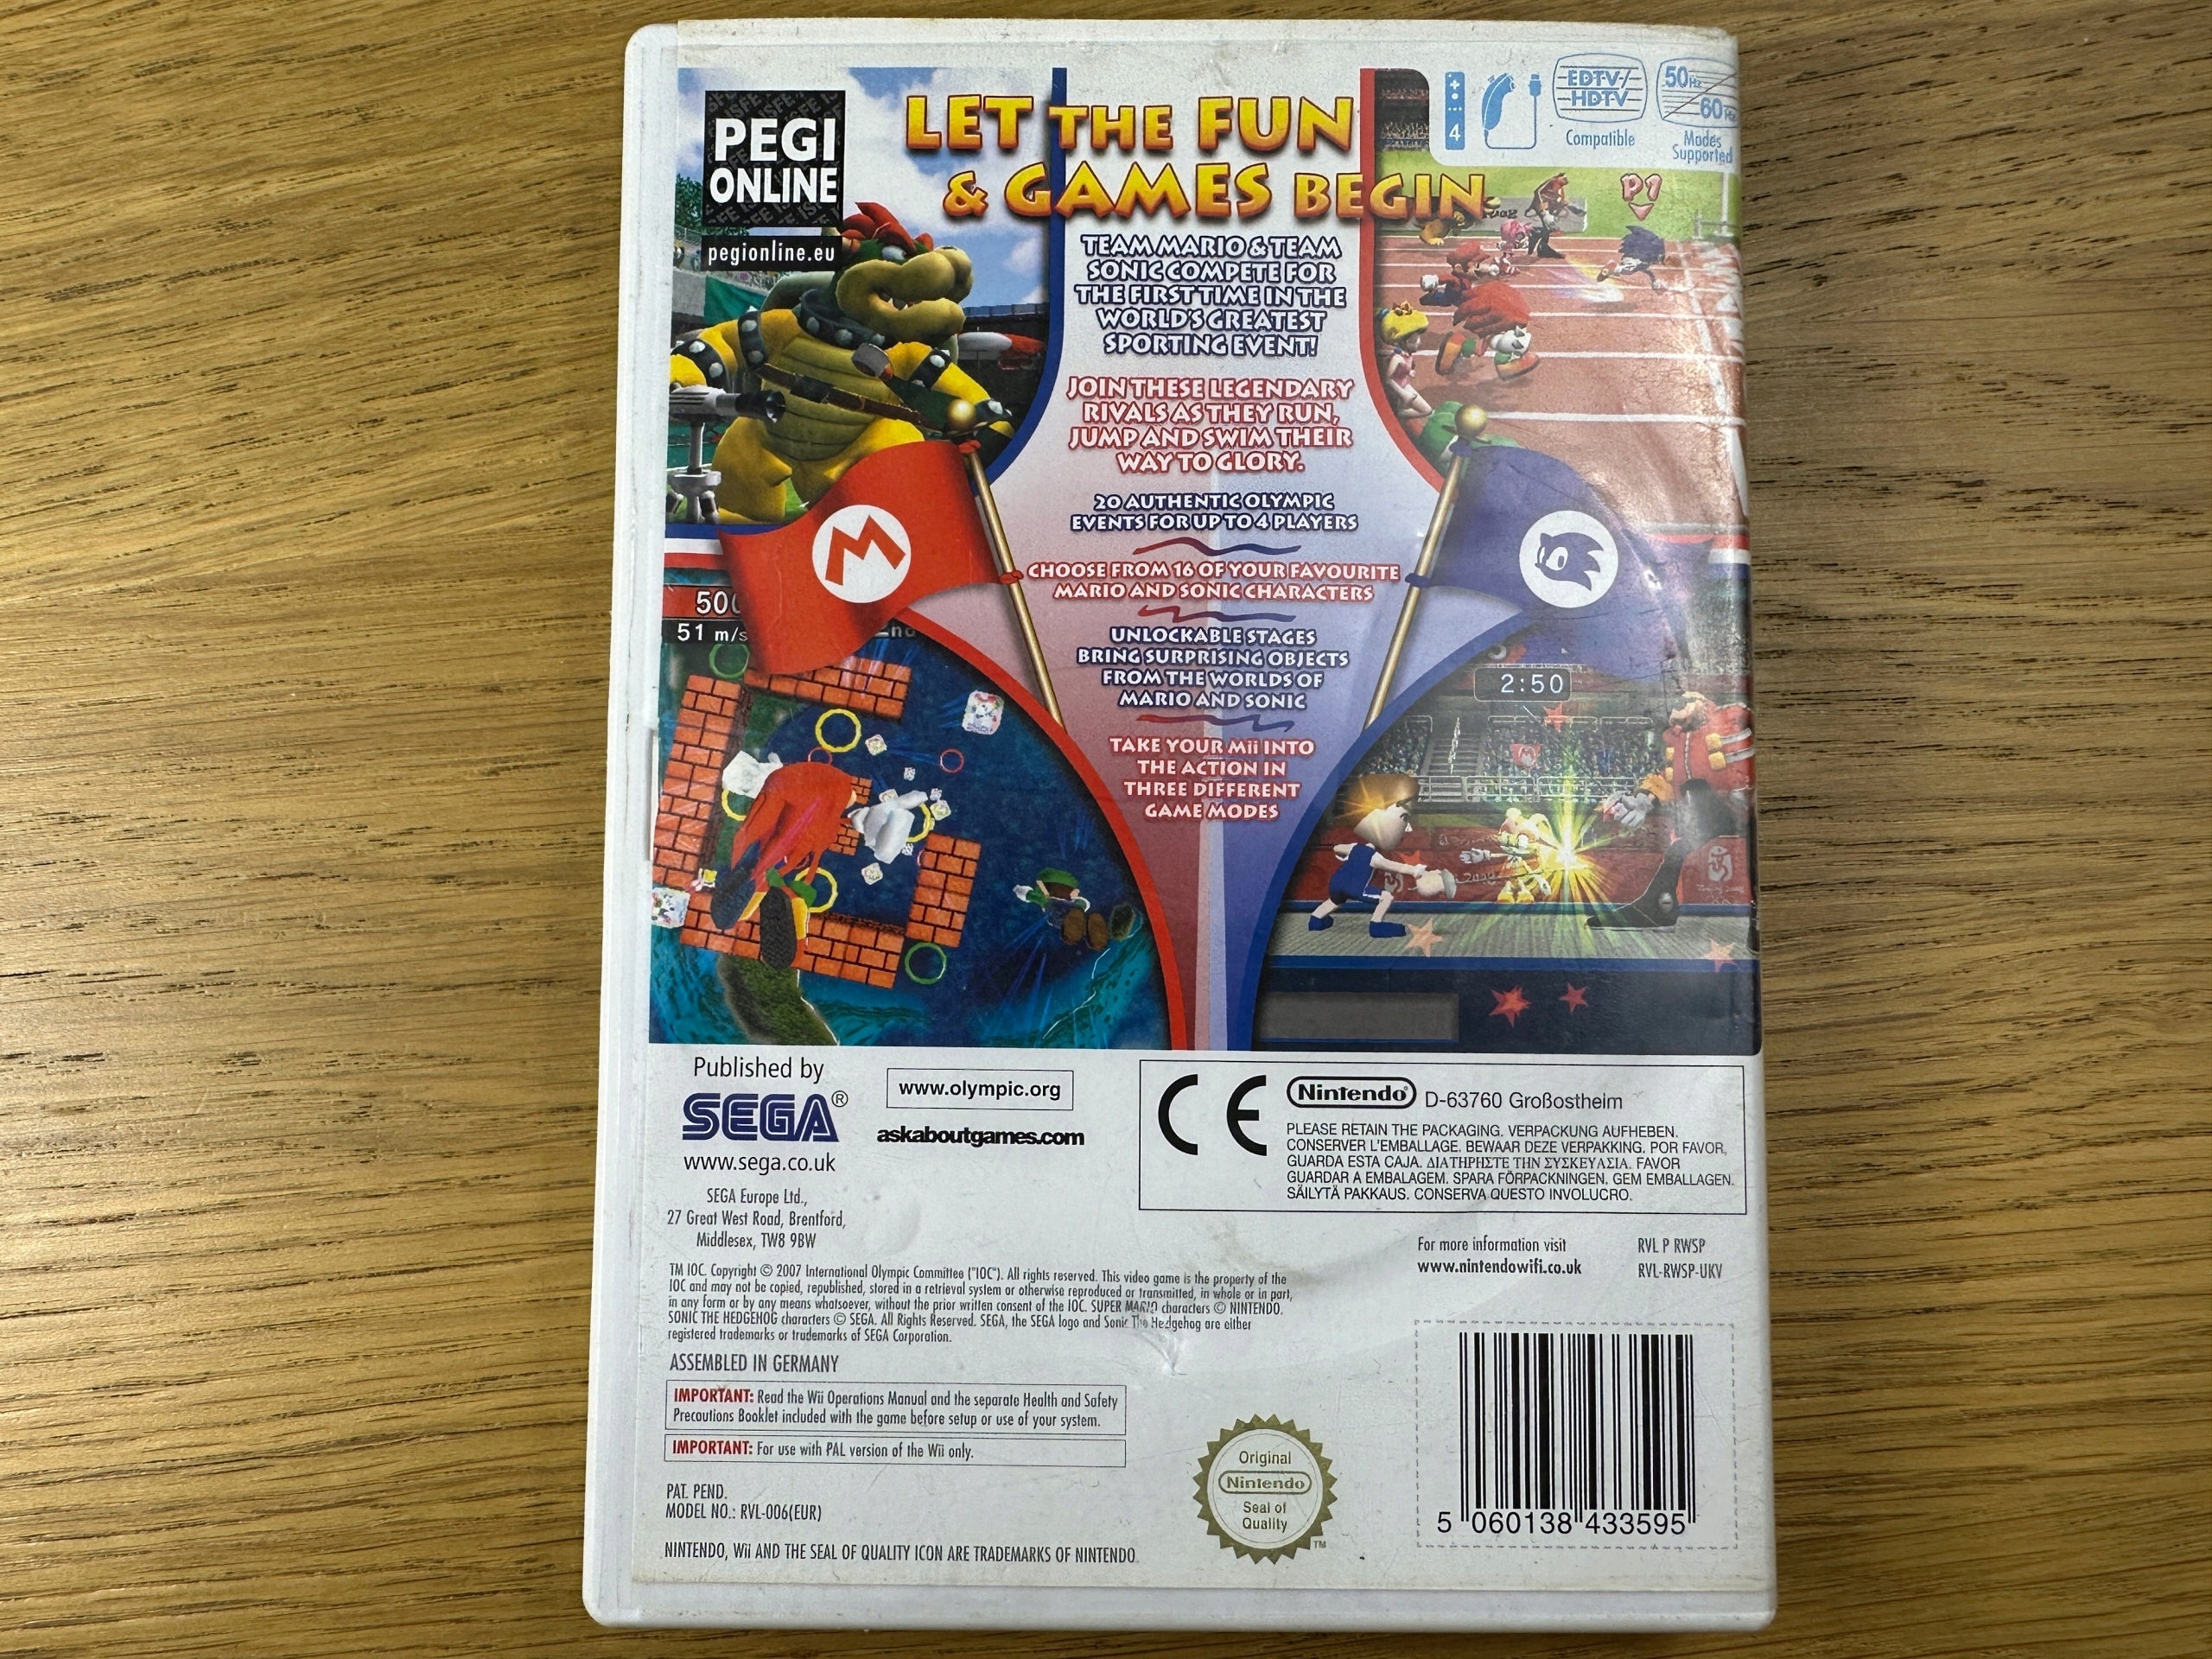 PEGI
ONLINE
pegionline.eu
LET THE FUN
& GAMES BEGIN
4
EDTV/
HDTV
Compatible
50Hz
60Hz
Modes
Supported
P1
TEAM MARIO & TEAM
SONIC COMPETE FOR
THE FIRST TIME IN THE
WORLD'S GREATEST
SPORTING EVENT!
JOIN THESE LEGENDARY
RIVALS AS THEY RUN,
JUMP AND SWIM THEIR
WAY TO GLORY.
20 AUTHENTIC OLYMPIC
EVENTS FOR UP TO 4 PLAYERS
M
CHOOSE FROM 16 OF YOUR FAVOURITE
MARIO AND SONIC CHARACTERS
UNLOCKABLE STAGES
BRING SURPRISING OBJECTS
FROM THE WORLDS OF
MARIO AND SONIC
TAKE YOUR Mii INTO
THE ACTION IN
THREE DIFFERENT
GAME MODES
500
51 m/s
2:50
Published by
SEGA®
www.sega.co.uk
SEGA Europe Ltd.,
27 Great West Road, Brentford,
Middlesex, TW8 9BW
www.olympic.org
askaboutgames.com
CE
Nintendo® D-63760 Großostheim
PLEASE RETAIN THE PACKAGING. VERPACKUNG AUFHEBEN.
CONSERVER L'EMBALLAGE. BEWAAR DEZE VERPAKKING. POR FAVOR,
GUARDA ESTA CAJA. ΔΙΑΤΗΡΗΣΤΕ ΤΗΝ ΣΥΣΚΕΥΑΣΙΑ. FAVOR
GUARDAR A EMBALAGEM. SPARA FÖRPACKNINGEN. GEM EMBALLAGEN.
SÄILYTÄ PAKKAUS. CONSERVA QUESTO INVOLUCRO.
For more information visit
www.nintendowifi.co.uk
RVL P RWSP
RVL-RWSP-UKV
TM IOC. Copyright © 2007 International Olympic Committee ("IOC"). All rights reserved. This video game is the property of the
IOC and may not be copied, republished, stored in a retrieval system or otherwise reproduced or transmitted, in whole or in part,
in any form or by any means whatsoever, without the prior written consent of the IOC. SUPER MARIO characters © NINTENDO.
SONIC THE HEDGEHOG characters © SEGA. All Rights Reserved. SEGA, the SEGA logo and Sonic The Hedgehog are either
registered trademarks or trademarks of SEGA Corporation.
ASSEMBLED IN GERMANY
IMPORTANT: Read the Wii Operations Manual and the separate Health and Safety
Precautions Booklet included with the game before setup or use of your system.
IMPORTANT: For use with PAL version of the Wii only.
PAT. PEND.
MODEL NO.: RVL-006(EUR)
NINTENDO, Wii AND THE SEAL OF QUALITY ICON ARE TRADEMARKS OF NINTENDO
Original
Nintendo
Seal of
Quality
TM
5 060138 433595